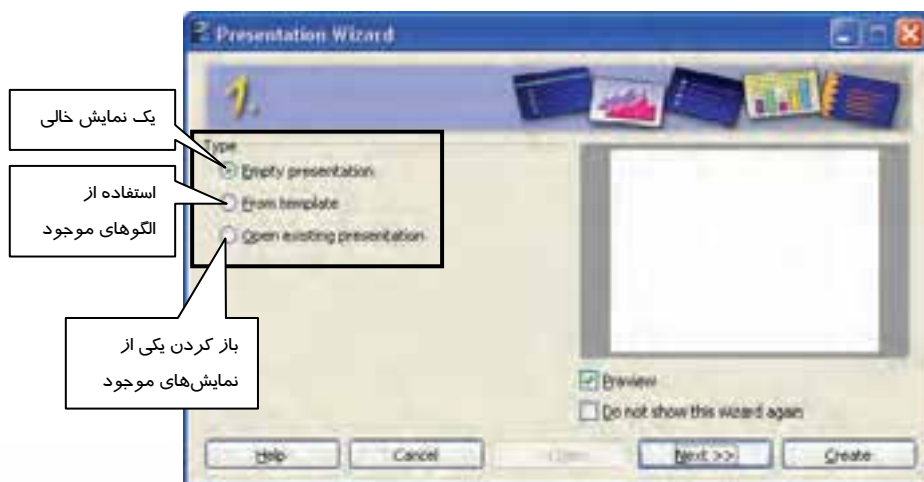 Presentation Wizard
1.
یک نمایش خالی
Type
Empty presentation
استفاده از
الگوهای موجود
From template
Open existing presentation
باز کردن یکی از
نمایش‌های موجود
Preview
Do not show this wizard again
Help
Cancel
Next >>
Create